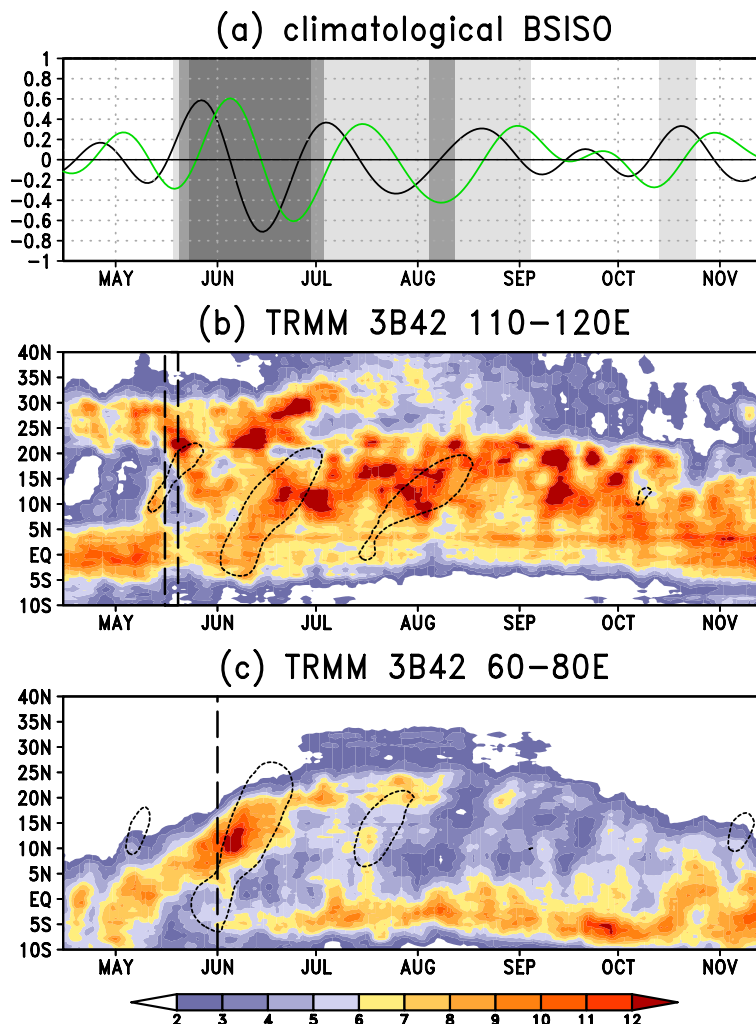 (a) climatological BSISO
1
0.8
0.6
0.4
0.2
0
-0.2
-0.4
-0.6
-0.8
-1
MAY JUN JUL AUG SEP OCT NOV
(b) TRMM 3B42 110-120E
40N
35N
30N
25N
20N
15N
10N
5N
EQ
5S
10S
MAY JUN JUL AUG SEP OCT NOV
(c) TRMM 3B42 60-80E
40N
35N
30N
25N
20N
15N
10N
5N
EQ
5S
10S
MAY JUN JUL AUG SEP OCT NOV
2 3 4 5 6 7 8 9 10 11 12